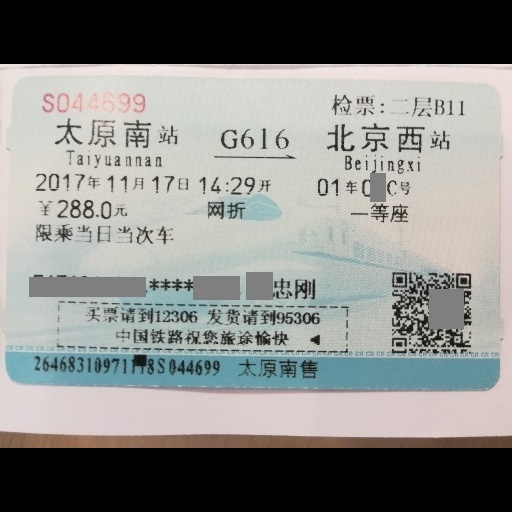 S044699 检票:二层B11
太原南站 G616 北京西站
Taiyuannan Beijingxi
2017年11月17日14:29开 01车0C号
￥288.0元 网折 一等座
限乘当日当次车
**** 忠刚
买票请到12306 发货请到95306
中国铁路祝您旅途愉快
S044699 太原南售